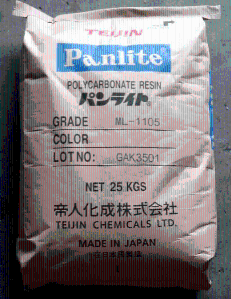 TEIJIN
Panlite
POLYCARBONATE RESIN
パンライト
GRADE ML-1105
COLOR
LOT NO: GAK3501
NET 25 KGS
帝人化成株式会社
TEIJIN CHEMICALS LTD.
MADE IN JAPAN